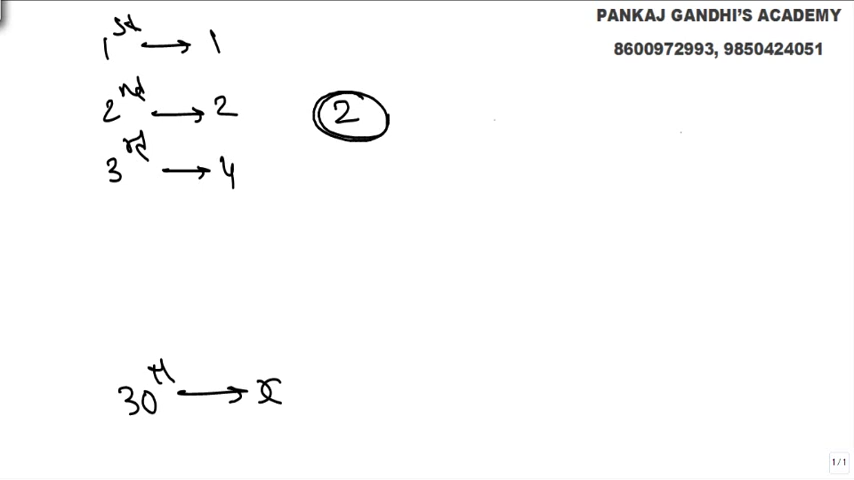 PANKAJ GANDHI'S ACADEMY
8600972993, 9850424051
1st → 1
2nd → 2
2
3rd → 4
30th → x
1/1